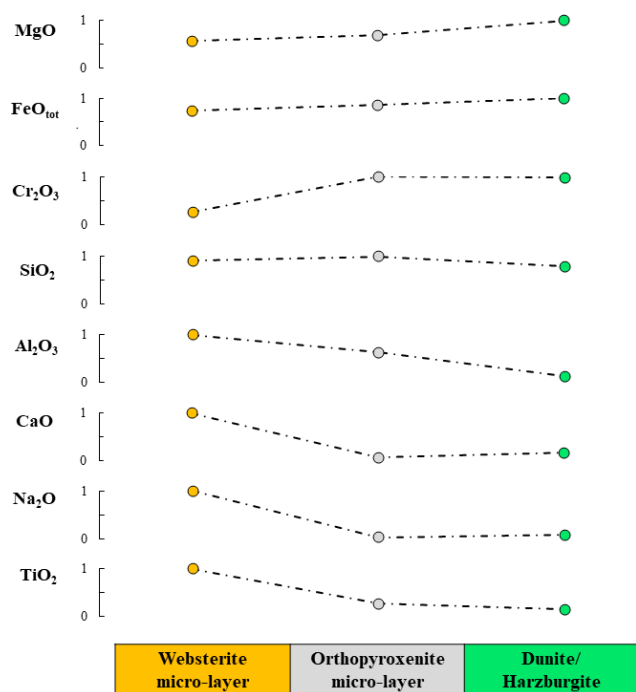 1
MgO
0
1
FeOtot
0
1
Cr2O3
0
1
SiO2
0
1
Al2O3
0
1
CaO
0
1
Na2O
0
1
TiO2
0
Websterite micro-layer
Orthopyroxenite micro-layer
Dunite/ Harzburgite